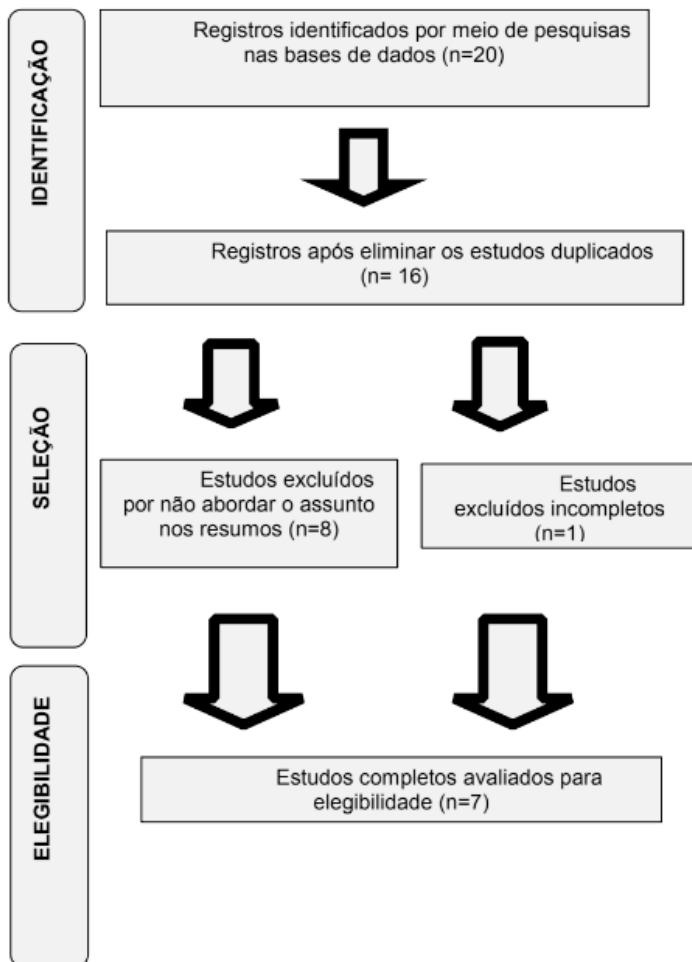 IDENTIFICAÇÃO
Registros identificados por meio de pesquisas
nas bases de dados (n=20)
Registros após eliminar os estudos duplicados
(n= 16)
SELEÇÃO
Estudos excluídos
por não abordar o assunto
nos resumos (n=8)
Estudos
excluídos incompletos
(n=1)
ELEGIBILIDADE
Estudos completos avaliados para
elegibilidade (n=7)